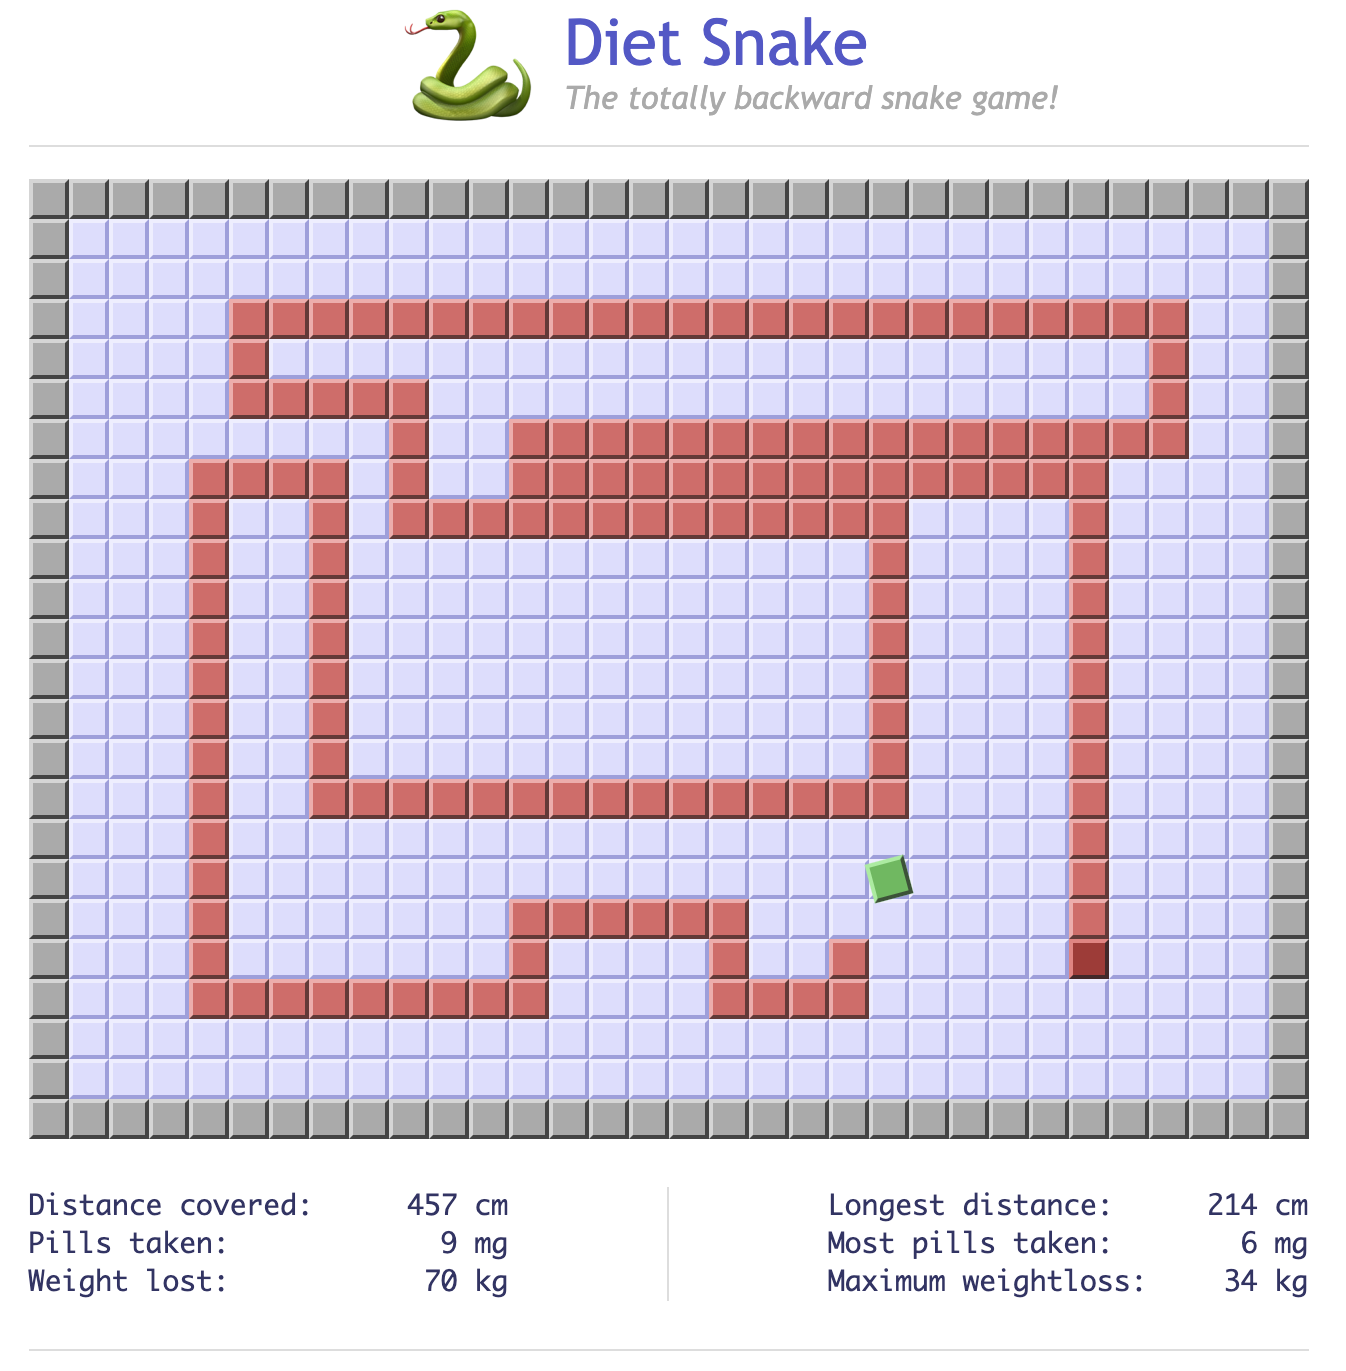 Diet Snake
The totally backward snake game!
Distance covered: 457 cm
Pills taken: 9 mg
Weight lost: 70 kg
Longest distance: 214 cm
Most pills taken: 6 mg
Maximum weightloss: 34 kg